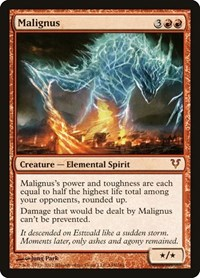 Malignus
3
Creature — Elemental Spirit
Malignus's power and toughness are each
equal to half the highest life total among
your opponents, rounded up.
Damage that would be dealt by Malignus
can't be prevented.
It descended on Estwald like a sudden storm.
Moments later, only ashes and agony remained.
Jung Park
*/*